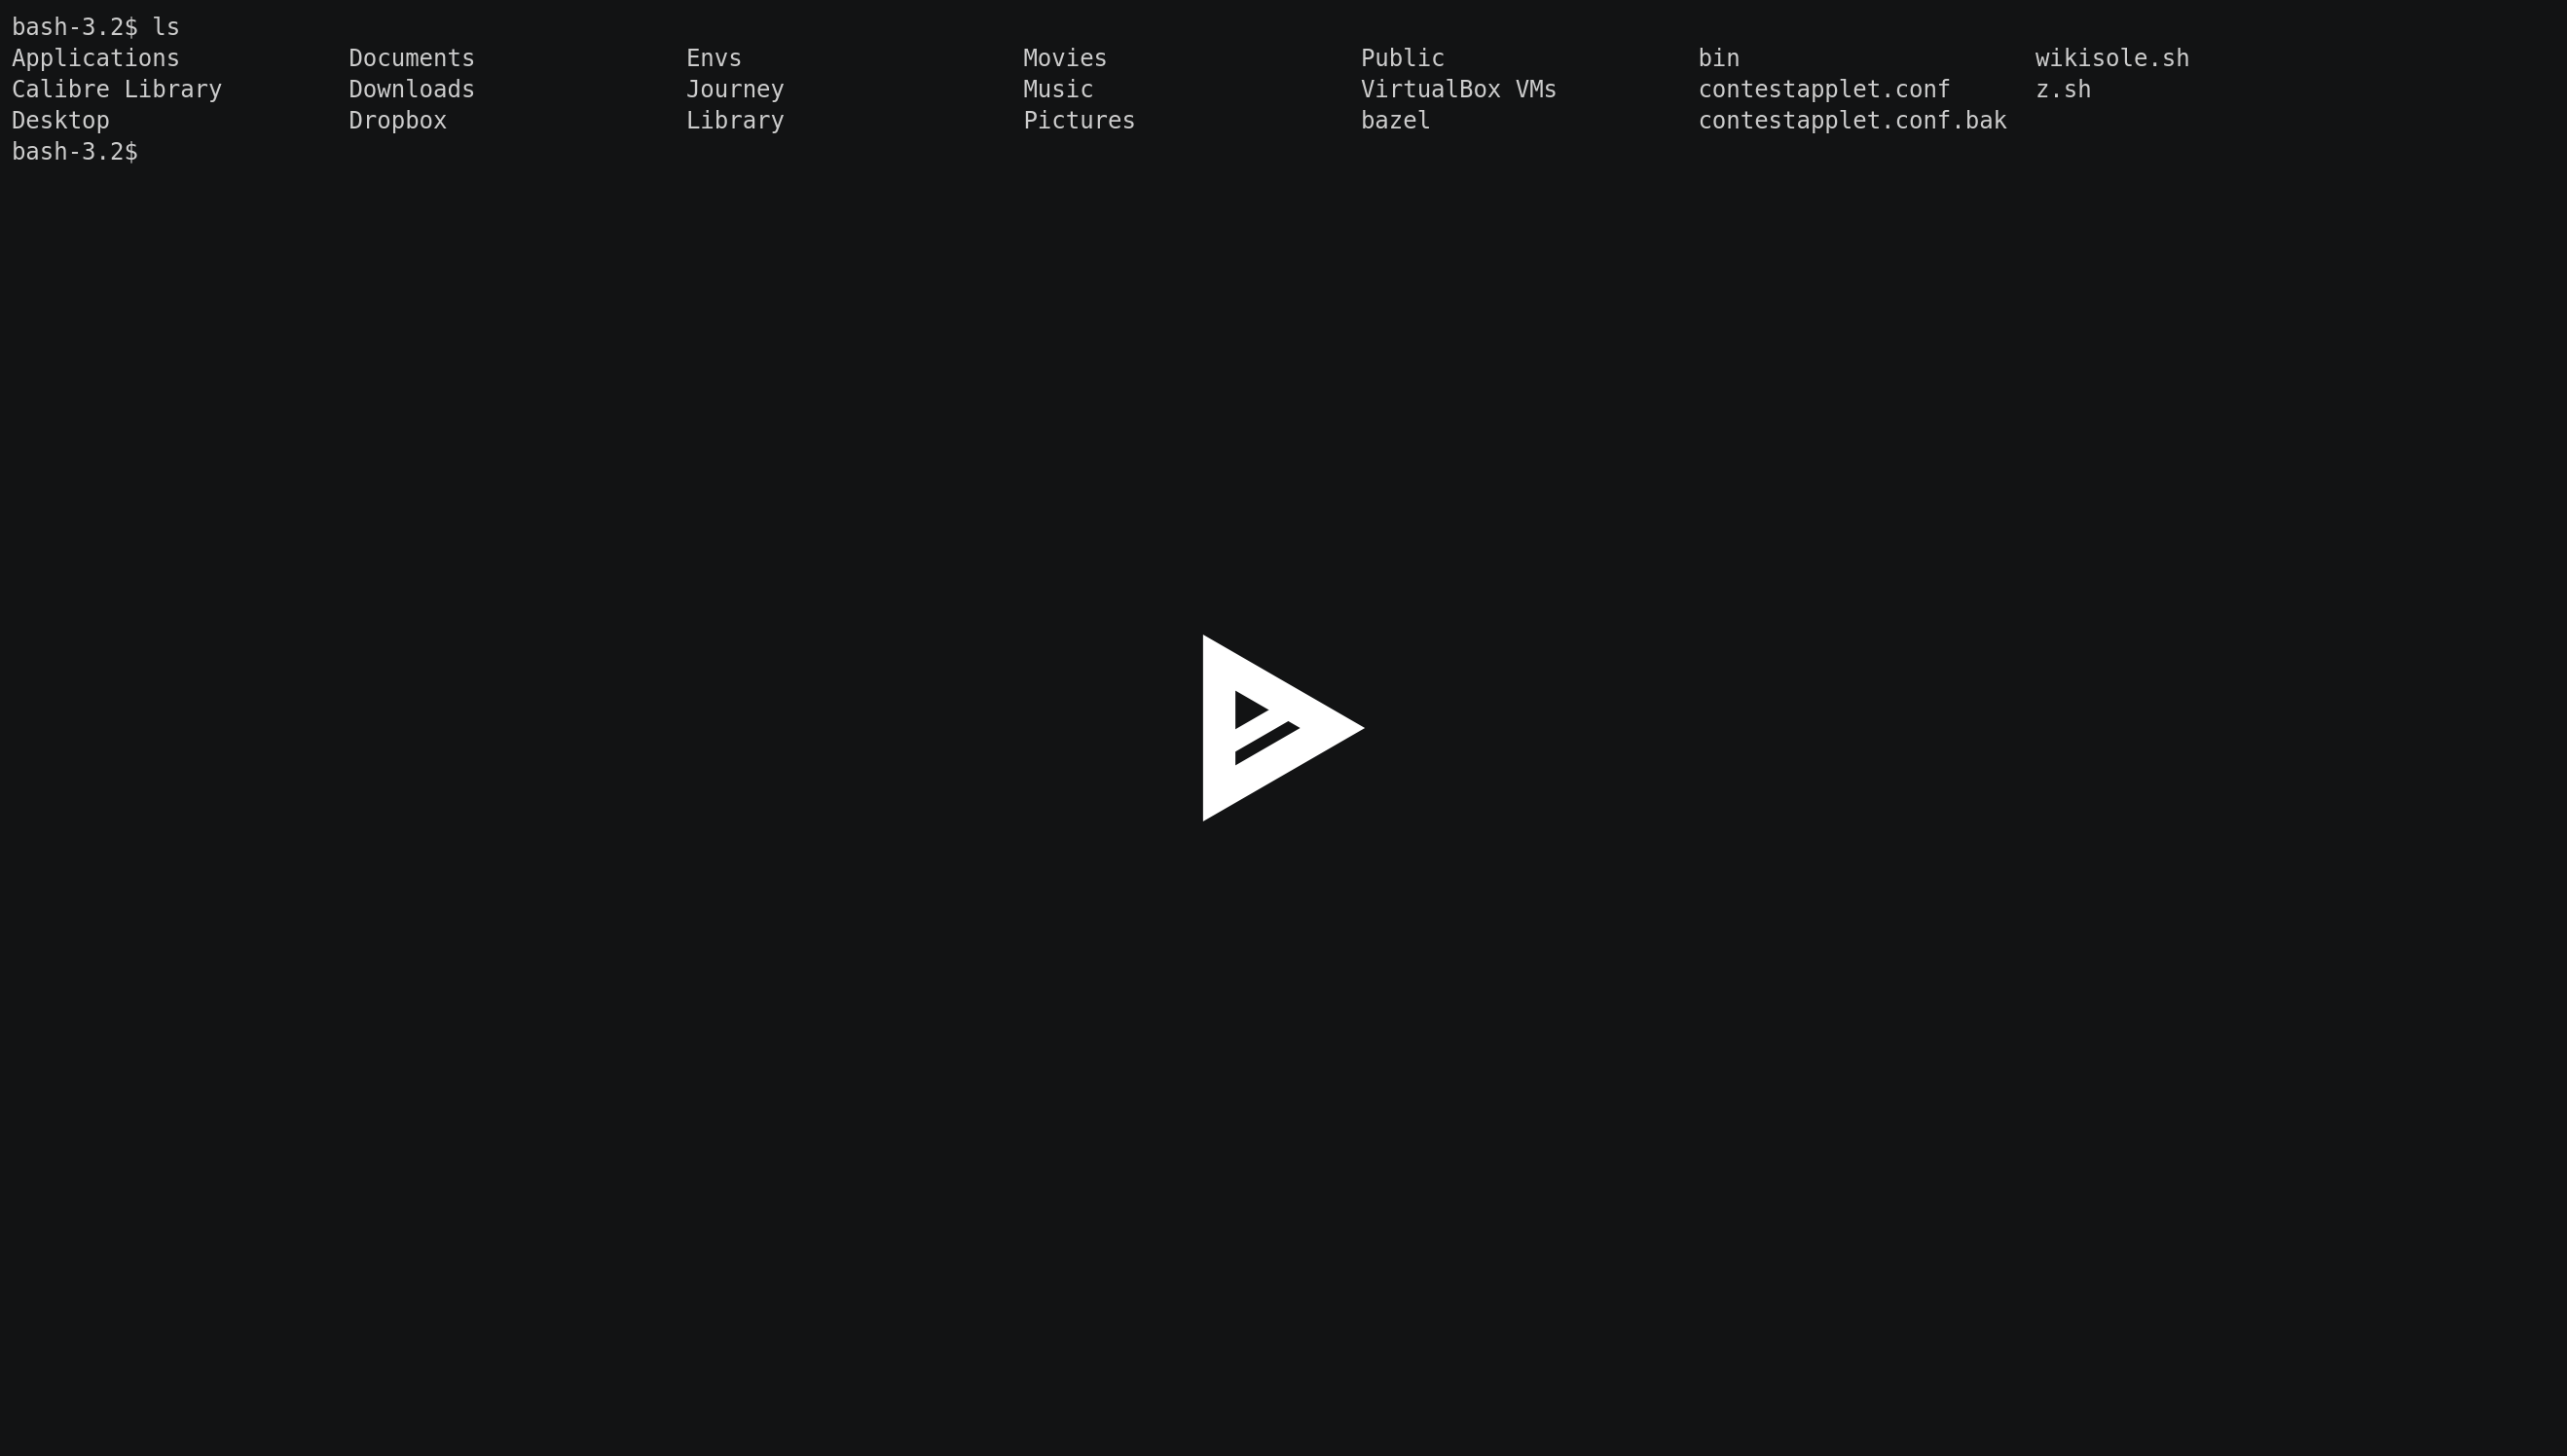 bash-3.2$ ls
Applications Documents Envs Movies Public bin wikisole.sh
Calibre Library Downloads Journey Music VirtualBox VMs contestapplet.conf z.sh
Desktop Dropbox Library Pictures bazel contestapplet.conf.bak
bash-3.2$